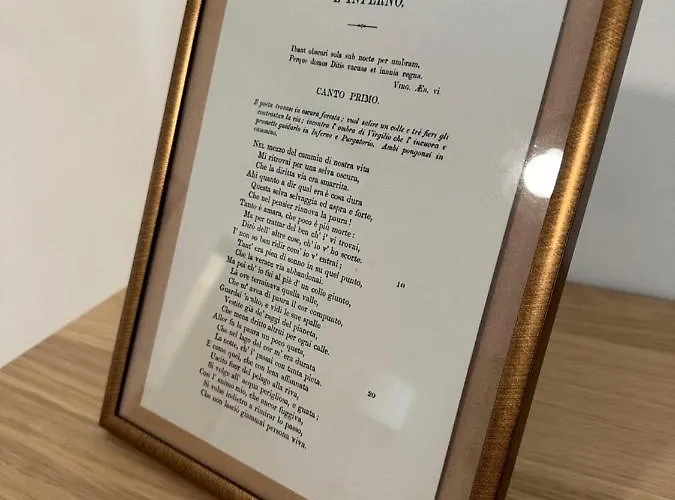 L'INFERNO.
Ibant obscuri sola sub nocte per umbram,
Perque domos Ditis vacuas et inania regna.
VIRG. ÆN. vi.
CANTO PRIMO.
Il poeta trovasi in oscura foresta; vuol salire un colle e tre fiere gli
contrastan la via; incontra l' ombra di Virgilio che l' incuora e
promette guidarlo in Inferno e Purgatorio. Ambi pongonsi in
cammino.
NEL mezzo del cammin di nostra vita
Mi ritrovai per una selva oscura,
Che la diritta via era smarrita.
Ahi quanto a dir qual era è cosa dura
Questa selva selvaggia ed aspra e forte,
Che nel pensier rinnova la paura!
Tanto è amara, che poco è più morte:
Ma per trattar del ben ch' i' vi trovai,
Dirò dell' altre cose, ch' io v' ho scorte.
I' non so ben ridir com' io v' entrai;
Tant' era pien di sonno in su quel punto, 10
Che la verace via abbandonai.
Ma poi ch' io fui al piè d' un colle giunto,
Là ove terminava quella valle,
Che m' avea di paura il cor compunto,
Guardai 'n alto, e vidi le sue spalle
Vestite già de' raggi del pianeta,
Che mena dritto altrui per ogni calle.
Allor fu la paura un poco queta,
Che nel lago del cor m' era durata
La notte, ch' i' passai con tanta pieta. 20
E come quei, che con lena affannata
Uscito fuor del pelago alla riva,
Si volge all' acqua perigliosa, e guata;
Così l' animo mio, che ancor fuggiva,
Si volse indietro a rimirar lo passo,
Che non lasciò giammai persona viva.